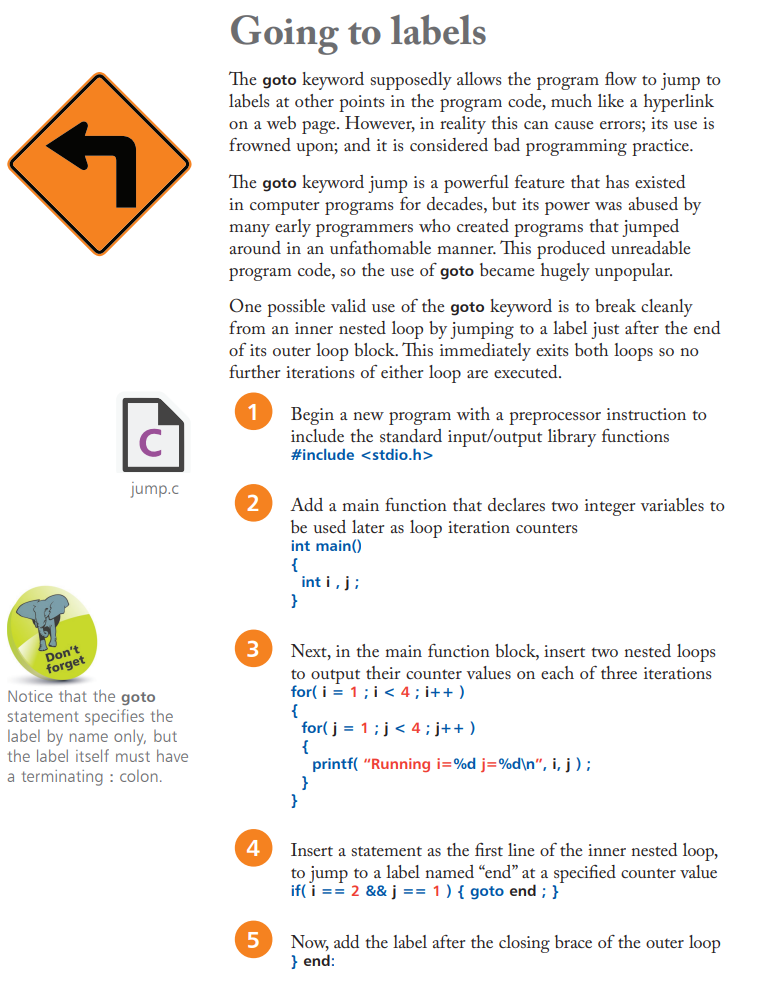 Going to labels
The goto keyword supposedly allows the program flow to jump to
labels at other points in the program code, much like a hyperlink
on a web page. However, in reality this can cause errors; its use is
frowned upon; and it is considered bad programming practice.
The goto keyword jump is a powerful feature that has existed
in computer programs for decades, but its power was abused by
many early programmers who created programs that jumped
around in an unfathomable manner. This produced unreadable
program code, so the use of goto became hugely unpopular.
One possible valid use of the goto keyword is to break cleanly
from an inner nested loop by jumping to a label just after the end
of its outer loop block. This immediately exits both loops so no
further iterations of either loop are executed.
C
jump.c
1
Begin a new program with a preprocessor instruction to
include the standard input/output library functions
#include <stdio.h>
2
Add a main function that declares two integer variables to
be used later as loop iteration counters
int main()
{
int i , j ;
}
Don't
forget
Notice that the goto
statement specifies the
label by name only, but
the label itself must have
a terminating : colon.
3
Next, in the main function block, insert two nested loops
to output their counter values on each of three iterations
for( i = 1 ; i < 4 ; i++ )
{
for( j = 1 ; j < 4 ; j++ )
{
printf( “Running i=%d j=%d\n”, i, j ) ;
}
}
4
Insert a statement as the first line of the inner nested loop,
to jump to a label named “end” at a specified counter value
if( i == 2 && j == 1 ) { goto end ; }
5
Now, add the label after the closing brace of the outer loop
} end: